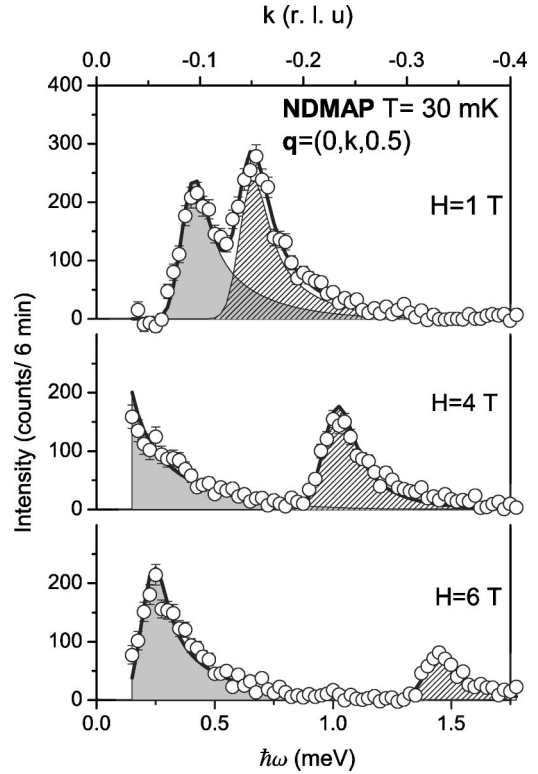 k (r. l. u)
0.0 -0.1 -0.2 -0.3 -0.4
NDMAP T= 30 mK
q=(0,k,0.5)
H=1 T
400
300
200
100
0
H=4 T
200
100
0
H=6 T
200
100
0
0.0 0.5 1.0 1.5
Intensity (counts/ 6 min)
ħω (meV)